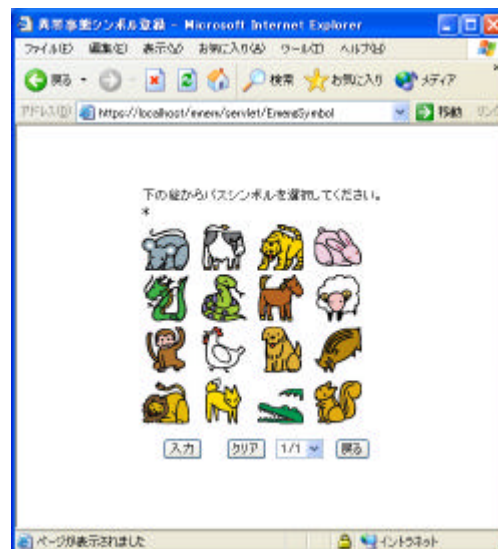 異常事態シンボル登録 - Microsoft Internet Explorer
ファイル(F) 編集(E) 表示(V) お気に入り(A) ツール(T) ヘルプ(H)
戻る 検索 お気に入り メディア
アドレス(D) https://localhost/emem/servlet/EmemSymbol 移動 リンク
下の絵からパスシンボルを選択してください。
*
入力 クリア 1/1 戻る
ページが表示されました イントラネット